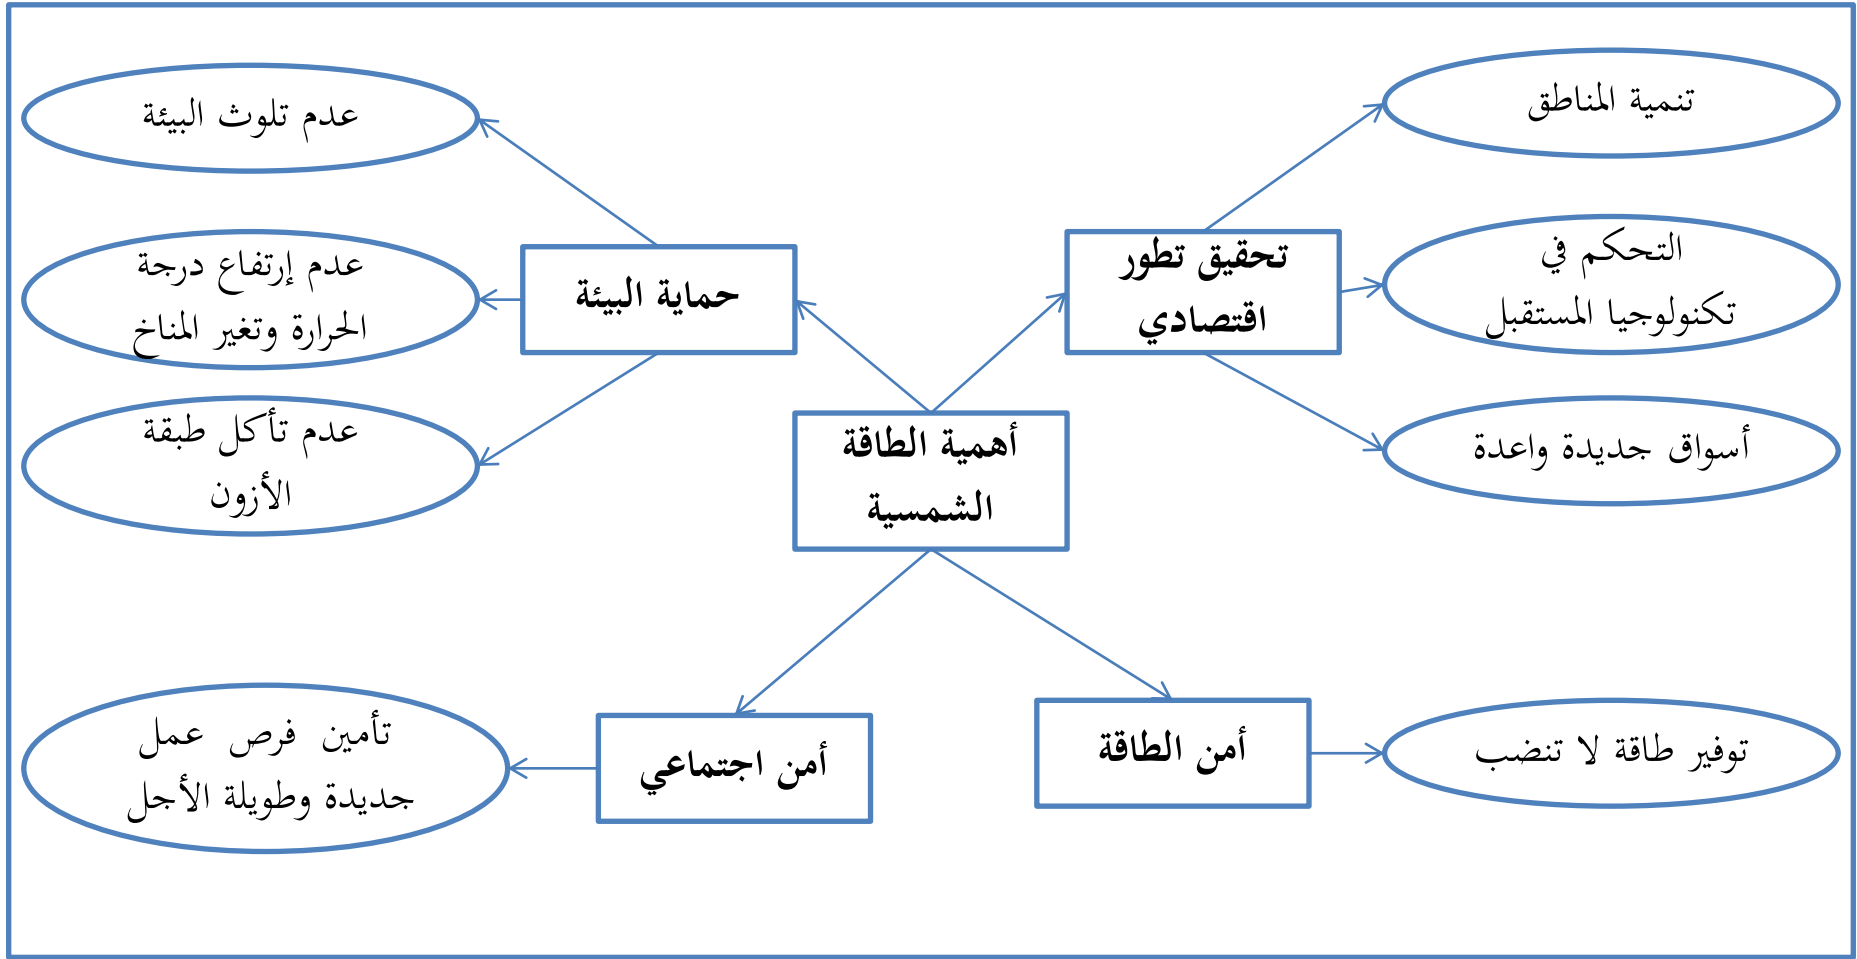 تنمية المناطق
عدم تلوث البيئة
التحكم في
تكنولوجيا المستقبل
تحقيق تطور
اقتصادي
حماية البيئة
عدم إرتفاع درجة
الحرارة وتغير المناخ
أسواق جديدة واعدة
أهمية الطاقة
الشمسية
عدم تأكل طبقة
الأزون
توفير طاقة لا تنضب
أمن الطاقة
أمن اجتماعي
تأمين فرص عمل
جديدة وطويلة الأجل